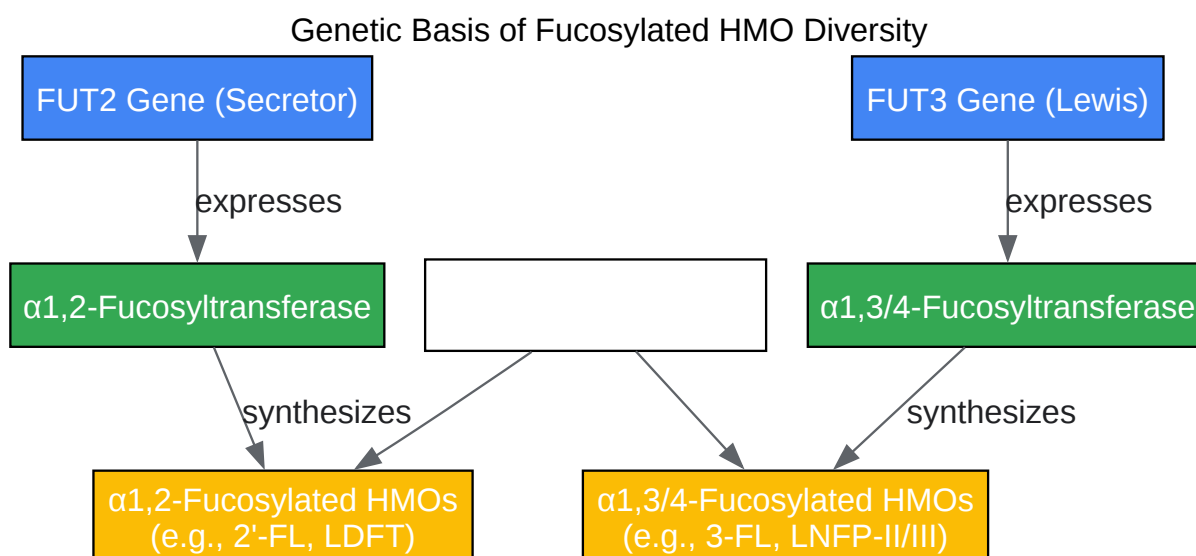 Genetic Basis of Fucosylated HMO Diversity
FUT2 Gene (Secretor)
FUT3 Gene (Lewis)
expresses
expresses
α1,2-Fucosyltransferase
α1,3/4-Fucosyltransferase
synthesizes
synthesizes
α1,2-Fucosylated HMOs
(e.g., 2'-FL, LDFT)
α1,3/4-Fucosylated HMOs
(e.g., 3-FL, LNFP-II/III)